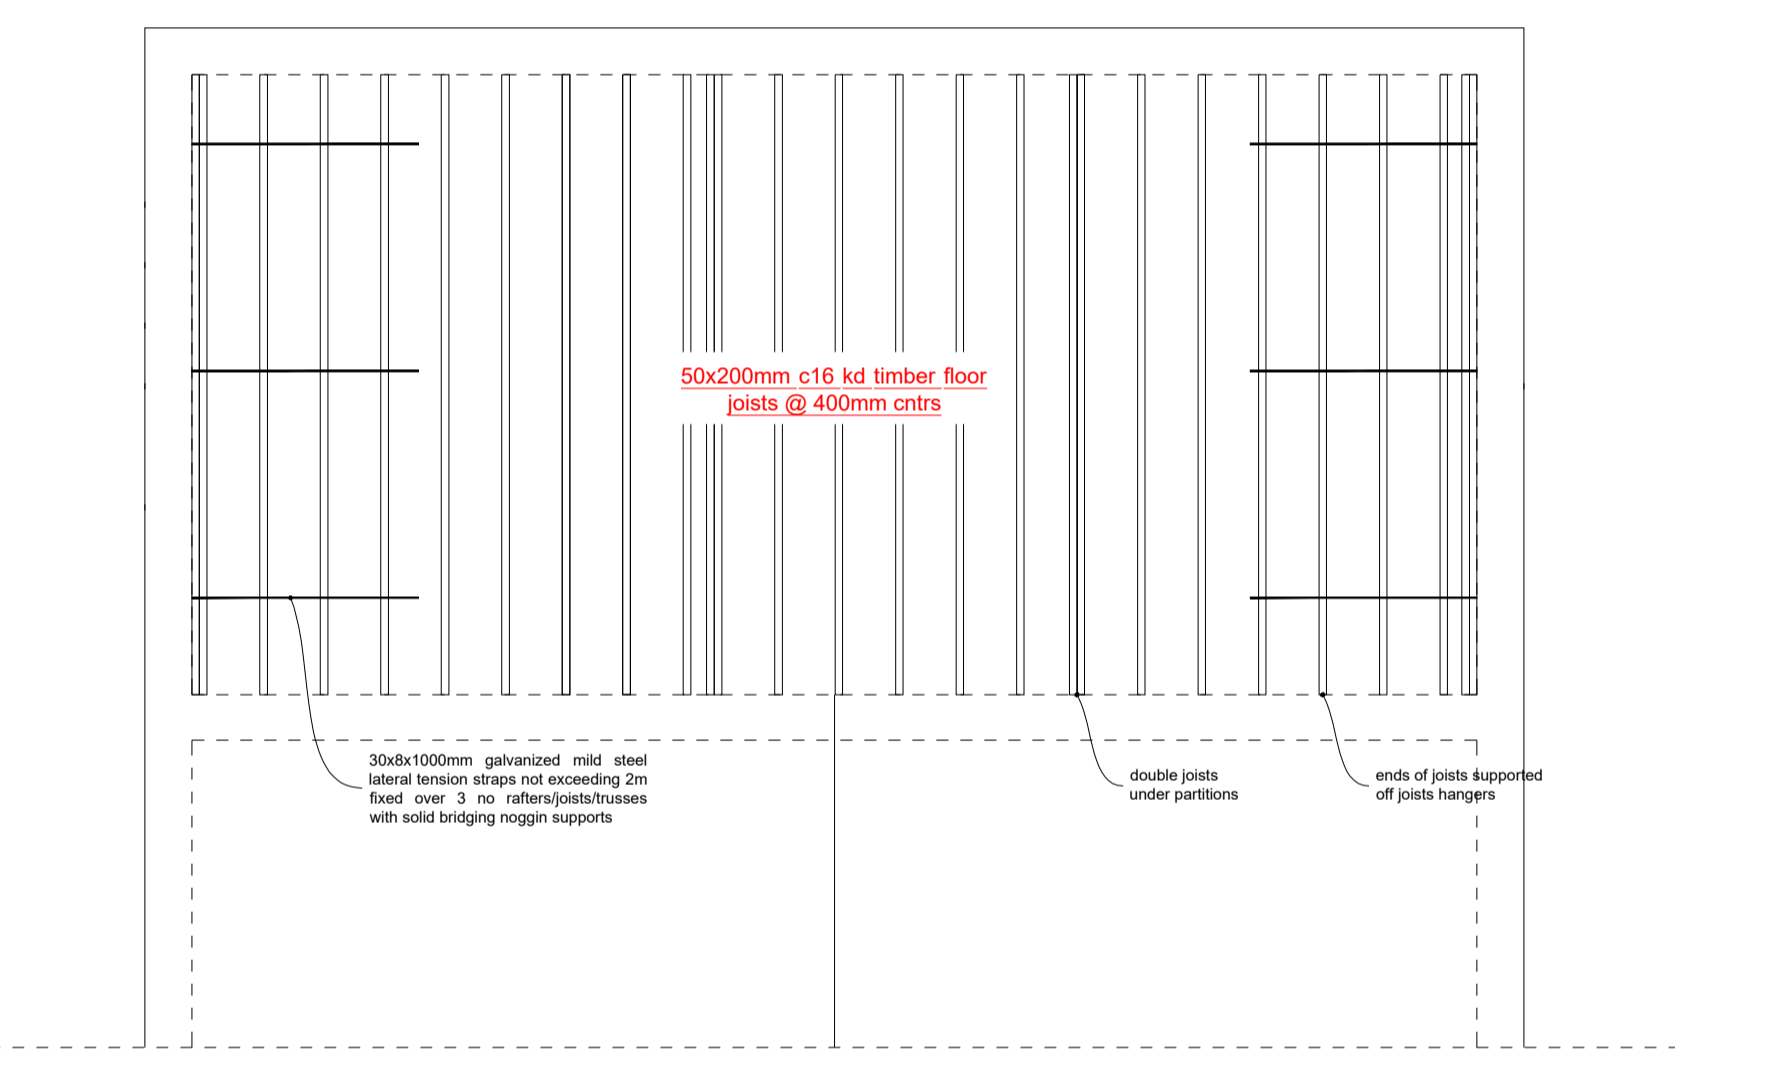 50x200mm c16 kd timber floor
joists @ 400mm cntrs
30x8x1000mm galvanized mild steel
lateral tension straps not exceeding 2m
fixed over 3 no rafters/joists/trusses
with solid bridging noggin supports
double joists
under partitions
ends of joists supported
off joists hangers